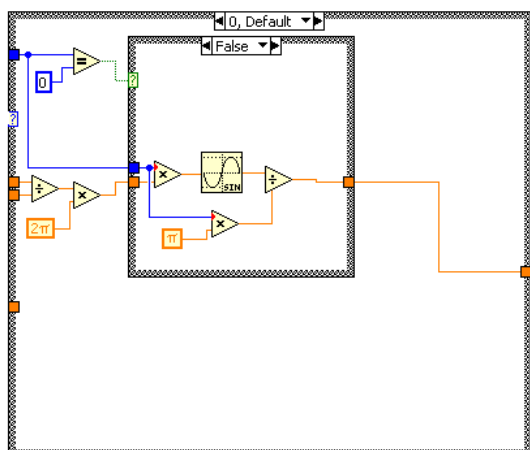 0, Default
False
=
0
?
?
×
SIN
÷
÷
×
×
2π
π